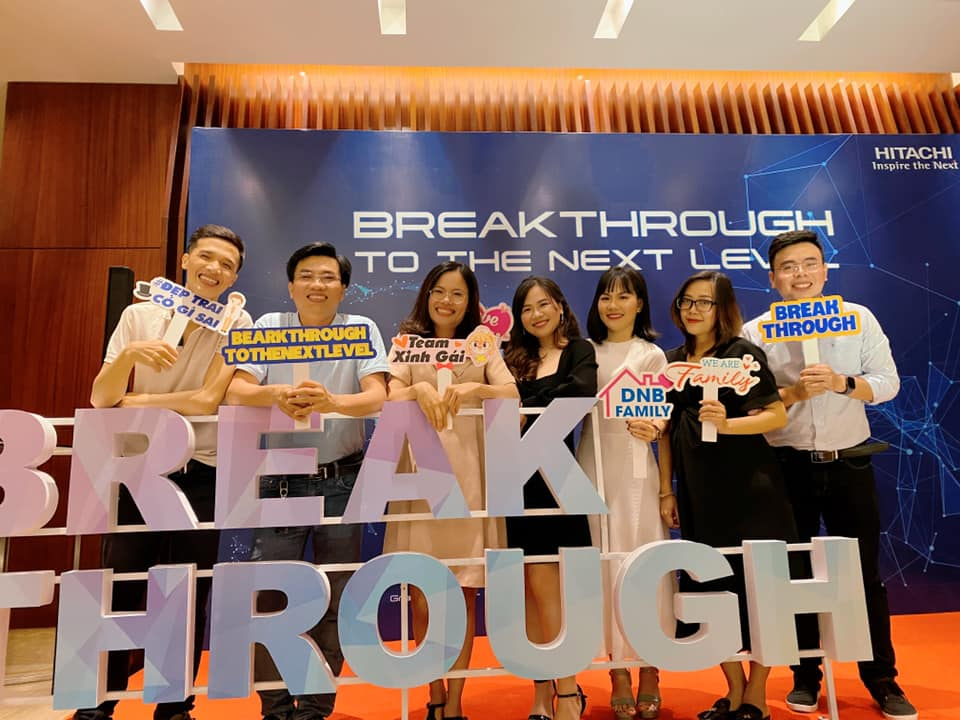 HITACHI
Inspire the Next
BREAKTHROUGH
TO THE NEXT LEVEL
#ĐẸP TRAI
CÓ GÌ SAI
BEARKTHROUGH
TOTHENEXTLEVEL
Team
Xinh Gái
DNB
FAMILY
WE ARE
Family
BREAK
THROUGH
BREAK
THROUGH